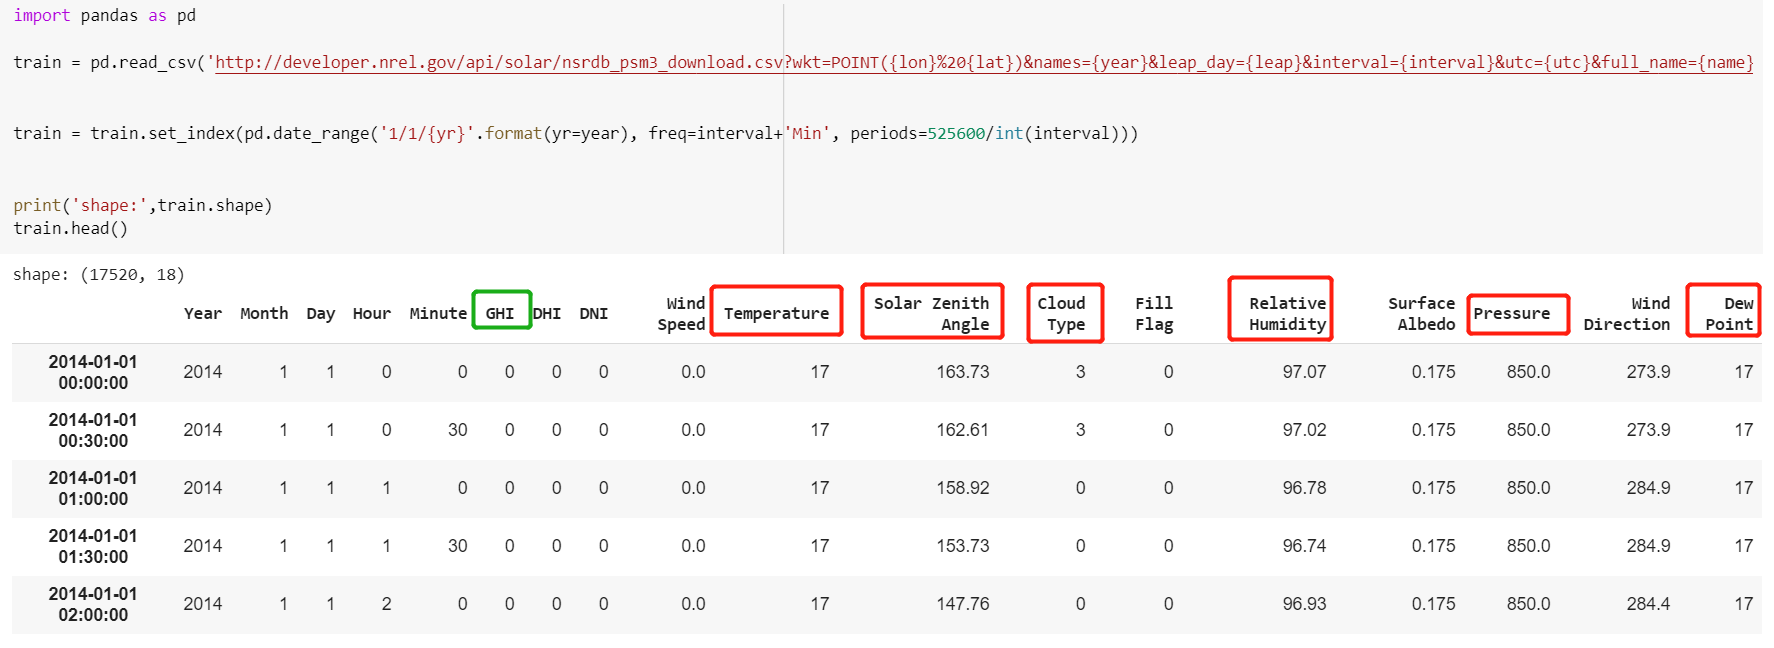 import pandas as pd
train = pd.read_csv('http://developer.nrel.gov/api/solar/nsrdb_psm3_download.csv?wkt=POINT({lon}%20{lat})&names={year}&leap_day={leap}&interval={interval}&utc={utc}&full_name={name}
train = train.set_index(pd.date_range('1/1/{yr}'.format(yr=year), freq=interval+'Min', periods=525600/int(interval)))
print('shape:',train.shape)
train.head()
shape: (17520, 18)
Year Month Day Hour Minute GHI DHI DNI Wind Speed Temperature Solar Zenith Angle Cloud Type Fill Flag Relative Humidity Surface Albedo Pressure Wind Direction Dew Point
2014-01-01 00:00:00 2014 1 1 0 0 0 0 0 0.0 17 163.73 3 0 97.07 0.175 850.0 273.9 17
2014-01-01 00:30:00 2014 1 1 0 30 0 0 0 0.0 17 162.61 3 0 97.02 0.175 850.0 273.9 17
2014-01-01 01:00:00 2014 1 1 1 0 0 0 0 0.0 17 158.92 0 0 96.78 0.175 850.0 284.9 17
2014-01-01 01:30:00 2014 1 1 1 30 0 0 0 0.0 17 153.73 0 0 96.74 0.175 850.0 284.9 17
2014-01-01 02:00:00 2014 1 1 2 0 0 0 0 0.0 17 147.76 0 0 96.93 0.175 850.0 284.4 17